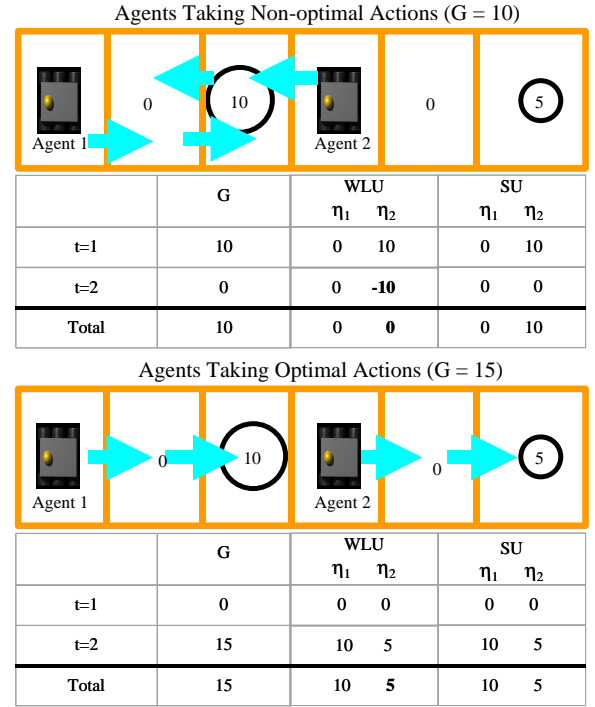 Agents Taking Non-optimal Actions (G = 10)
0 10 0 5
Agent 1 Agent 2
G WLU SU
η1 η2 η1 η2
t=1 10 0 10 0 10
t=2 0 0 -10 0 0
Total 10 0 0 0 10
Agents Taking Optimal Actions (G = 15)
0 10 0 5
Agent 1 Agent 2
G WLU SU
η1 η2 η1 η2
t=1 0 0 0 0 0
t=2 15 10 5 10 5
Total 15 10 5 10 5